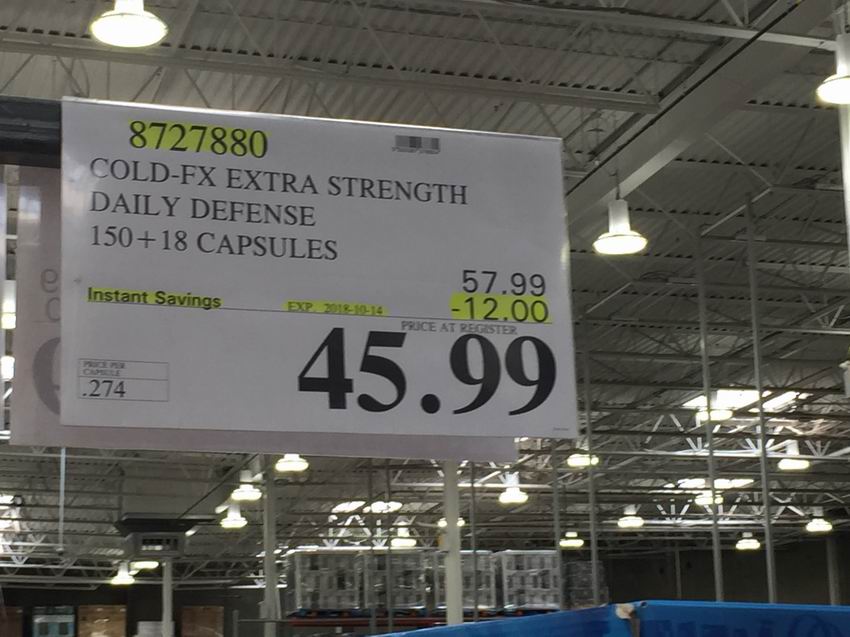 8727880
COLD-FX EXTRA STRENGTH
DAILY DEFENSE
150+18 CAPSULES
57.99
Instant Savings EXP. 2018-10-14 -12.00
PRICE AT REGISTER
45.99
PRICE PER
CAPSULE
.274